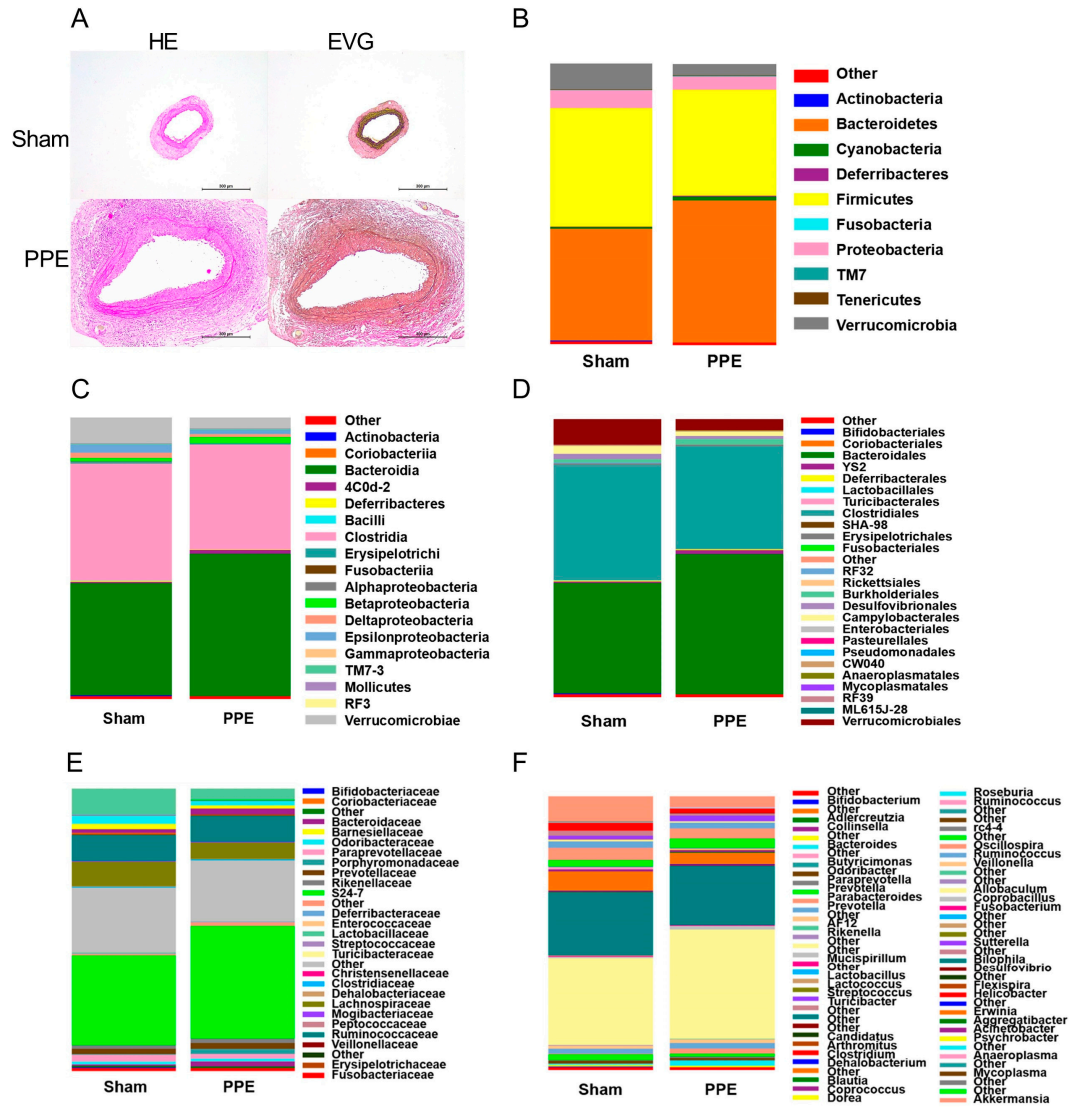 A
HE
EVG
Sham
PPE
300 µm
300 µm
300 µm
300 µm
B
Sham
PPE
Other
Actinobacteria
Bacteroidetes
Cyanobacteria
Deferribacteres
Firmicutes
Fusobacteria
Proteobacteria
TM7
Tenericutes
Verrucomicrobia
C
Sham
PPE
Other
Actinobacteria
Coriobacteriia
Bacteroidia
4C0d-2
Deferribacteres
Bacilli
Clostridia
Erysipelotrichi
Fusobacteriia
Alphaproteobacteria
Betaproteobacteria
Deltaproteobacteria
Epsilonproteobacteria
Gammaproteobacteria
TM7-3
Mollicutes
RF3
Verrucomicrobiae
D
Sham
PPE
Other
Bifidobacteriales
Coriobacteriales
Bacteroidales
YS2
Deferribacterales
Lactobacillales
Turicibacterales
Clostridiales
SHA-98
Erysipelotrichales
Fusobacteriales
Other
RF32
Rickettsiales
Burkholderiales
Desulfovibrionales
Campylobacterales
Enterobacteriales
Pasteurellales
Pseudomonadales
CW040
Anaeroplasmatales
Mycoplasmatales
RF39
ML615J-28
Verrucomicrobiales
E
Sham
PPE
Bifidobacteriaceae
Coriobacteriaceae
Other
Bacteroidaceae
Barnesiellaceae
Odoribacteraceae
Paraprevotellaceae
Porphyromonadaceae
Prevotellaceae
Rikenellaceae
S24-7
Other
Deferribacteraceae
Enterococcaceae
Lactobacillaceae
Streptococcaceae
Turicibacteraceae
Other
Christensenellaceae
Clostridiaceae
Dehalobacteriaceae
Lachnospiraceae
Mogibacteriaceae
Peptococcaceae
Ruminococcaceae
Veillonellaceae
Other
Erysipelotrichaceae
Fusobacteriaceae
F
Sham
PPE
Other
Bifidobacterium
Other
Adlercreutzia
Collinsella
Other
Bacteroides
Other
Butyricimonas
Odoribacter
Paraprevotella
Prevotella
Parabacteroides
Prevotella
Other
AF12
Rikenella
Other
Other
Mucispirillum
Other
Lactobacillus
Lactococcus
Streptococcus
Turicibacter
Other
Other
Other
Candidatus
Arthromitus
Clostridium
Dehalobacterium
Other
Blautia
Coprococcus
Dorea
Roseburia
Ruminococcus
Other
Other
rc4-4
Other
Oscillospira
Ruminococcus
Veillonella
Other
Other
Allobaculum
Coprobacillus
Fusobacterium
Other
Other
Other
Sutterella
Other
Bilophila
Desulfovibrio
Other
Flexispira
Helicobacter
Other
Erwinia
Aggregatibacter
Acinetobacter
Psychrobacter
Other
Anaeroplasma
Other
Mycoplasma
Other
Other
Akkermansia